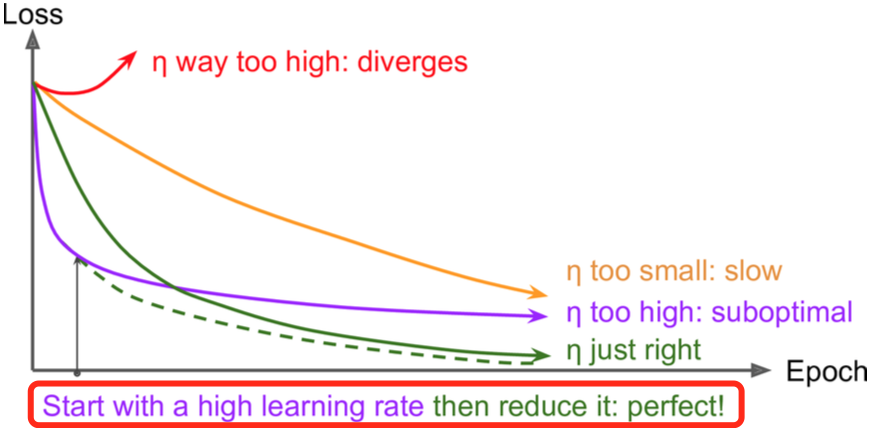 Loss
η way too high: diverges
η too small: slow
η too high: suboptimal
η just right
Epoch
Start with a high learning rate then reduce it: perfect!